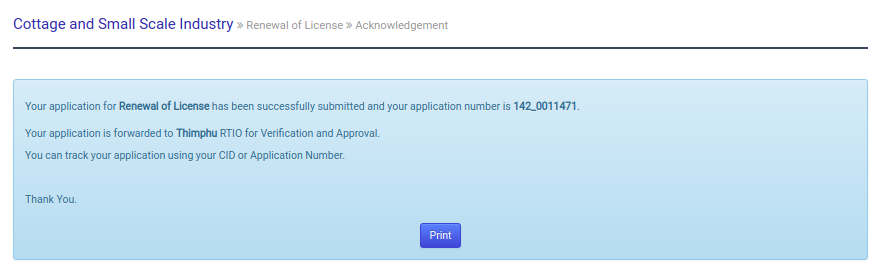 Cottage and Small Scale Industry » Renewal of License » Acknowledgement
Your application for Renewal of License has been successfully submitted and your application number is 142_0011471.
Your application is forwarded to Thimphu RTIO for Verification and Approval.
You can track your application using your CID or Application Number.
Thank You.
Print